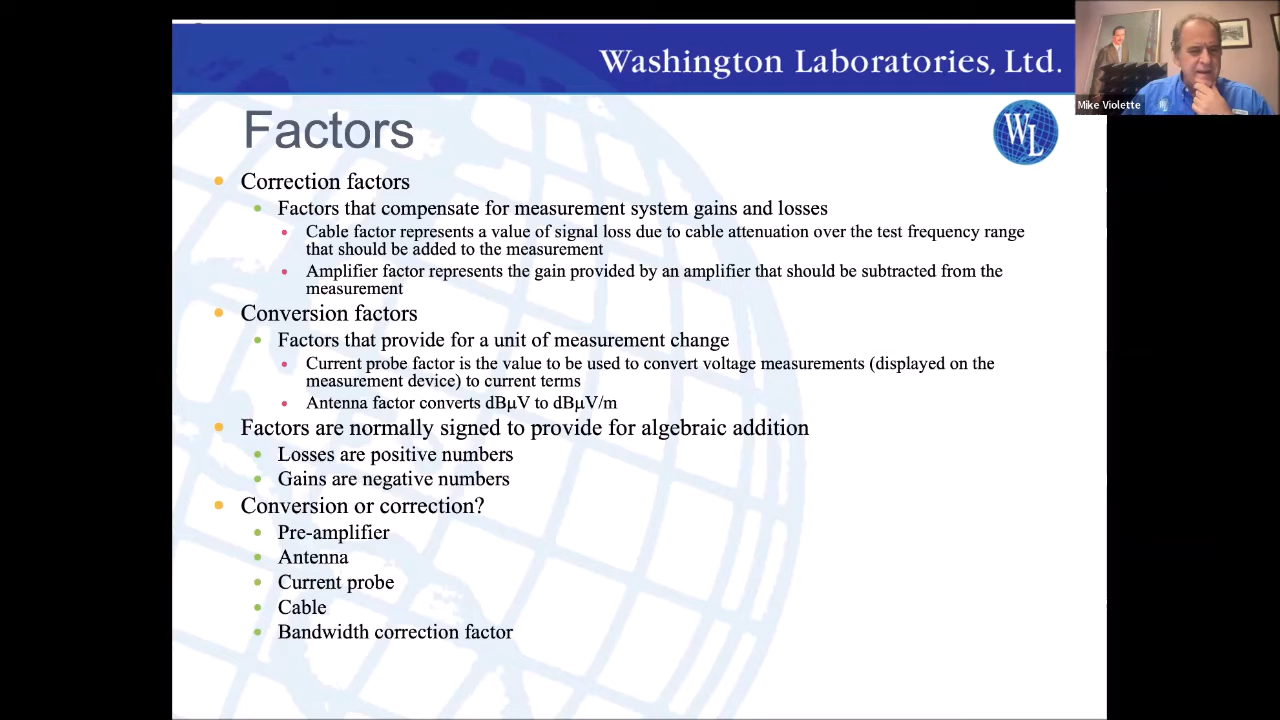 Washington Laboratories, Ltd.
Mike Violette
WL
Factors
Correction factors
Factors that compensate for measurement system gains and losses
Cable factor represents a value of signal loss due to cable attenuation over the test frequency range
that should be added to the measurement
Amplifier factor represents the gain provided by an amplifier that should be subtracted from the
measurement
Conversion factors
Factors that provide for a unit of measurement change
Current probe factor is the value to be used to convert voltage measurements (displayed on the
measurement device) to current terms
Antenna factor converts dBµV to dBµV/m
Factors are normally signed to provide for algebraic addition
Losses are positive numbers
Gains are negative numbers
Conversion or correction?
Pre-amplifier
Antenna
Current probe
Cable
Bandwidth correction factor